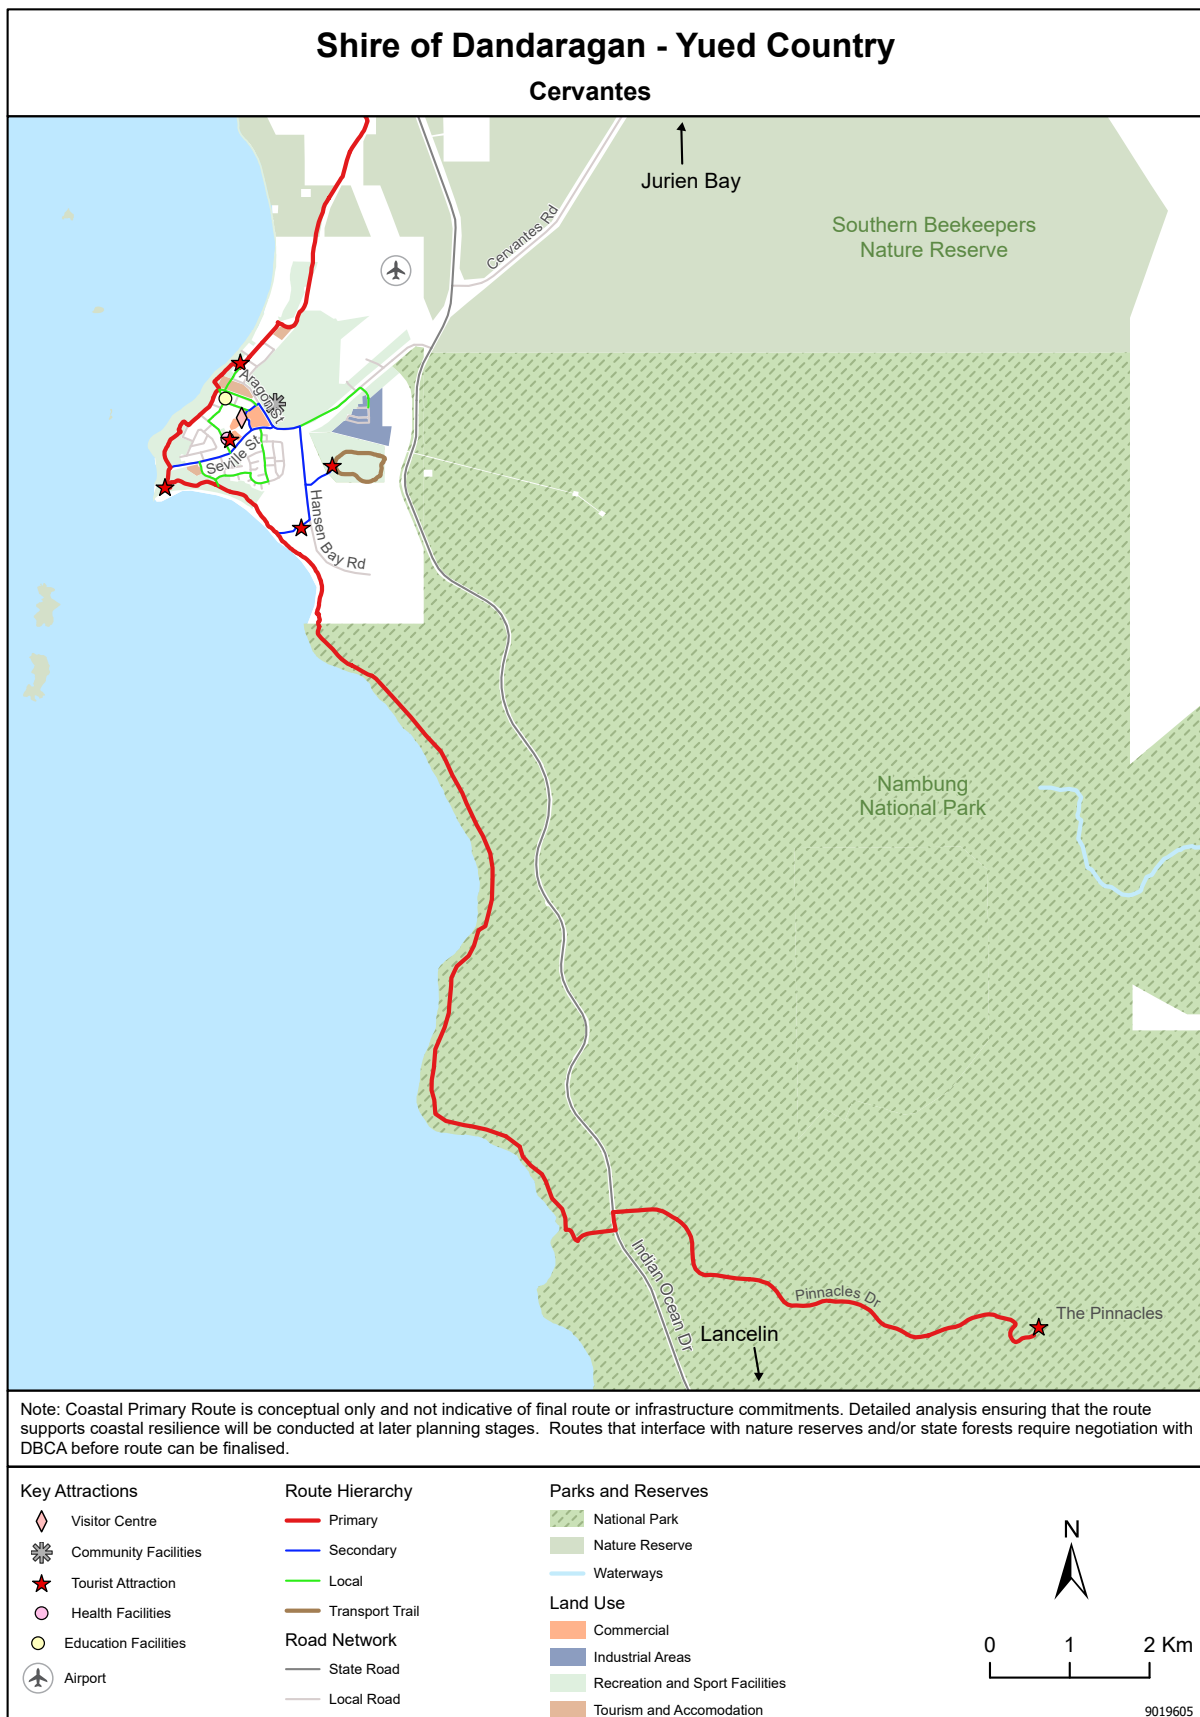 Shire of Dandaragan - Yued Country
Cervantes
Jurien Bay
Cervantes Rd
Southern Beekeepers
Nature Reserve
Aragon St
Seville St
Hansen Bay Rd
Nambung
National Park
Indian Ocean Dr
Pinnacles Dr
The Pinnacles
Lancelin
Note: Coastal Primary Route is conceptual only and not indicative of final route or infrastructure commitments. Detailed analysis ensuring that the route
supports coastal resilience will be conducted at later planning stages. Routes that interface with nature reserves and/or state forests require negotiation with
DBCA before route can be finalised.
Key Attractions
Visitor Centre
Community Facilities
Tourist Attraction
Health Facilities
Education Facilities
Airport
Route Hierarchy
Primary
Secondary
Local
Transport Trail
Road Network
State Road
Local Road
Parks and Reserves
National Park
Nature Reserve
Waterways
Land Use
Commercial
Industrial Areas
Recreation and Sport Facilities
Tourism and Accomodation
N
0 1 2 Km
9019605